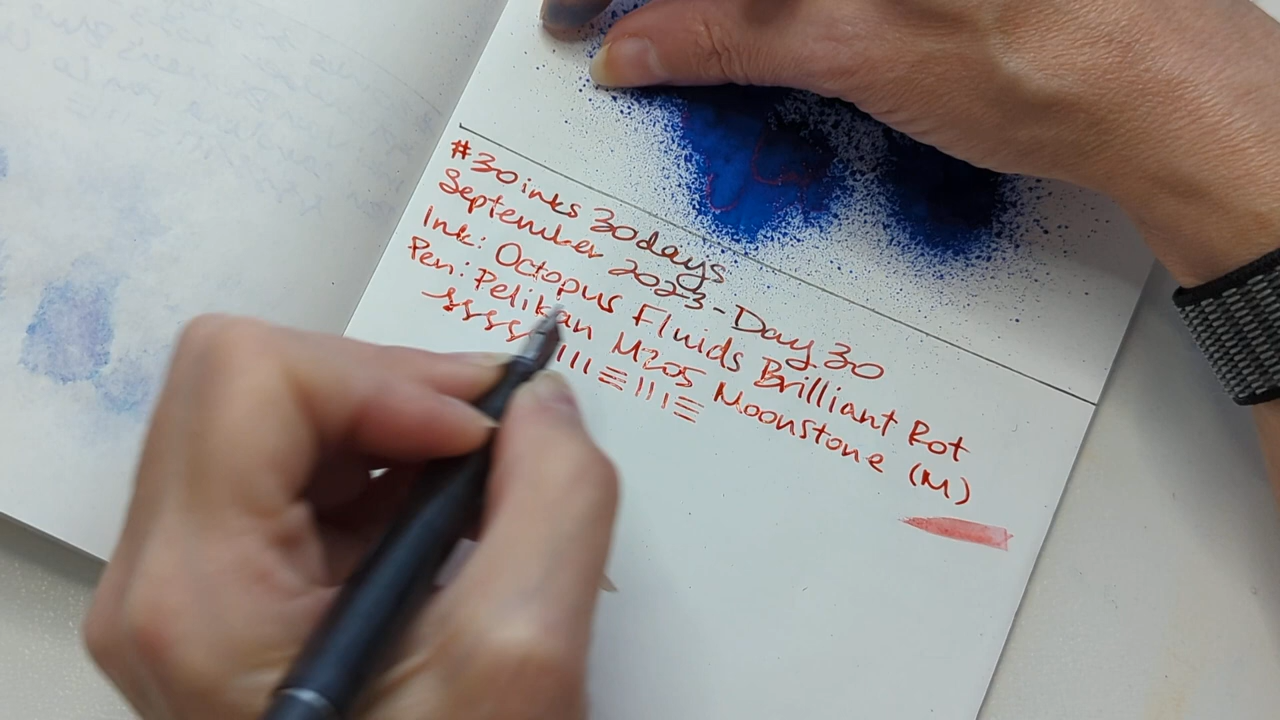 #30inks30days
September 2023 - Day 30
Ink: Octopus Fluids Brilliant Rot
Pen: Pelikan M205 Moonstone (M)